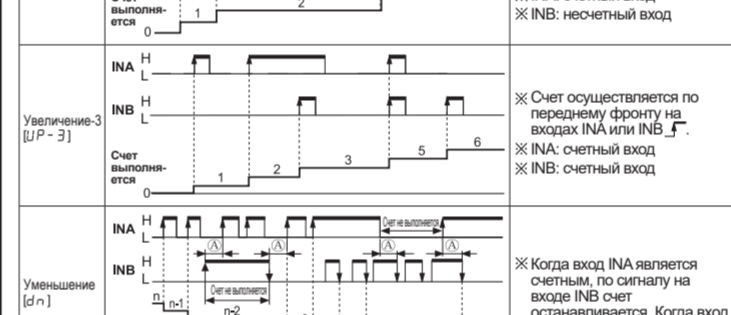 выполня-
ется
0
1
2
※ INB: несчетный вход
Увеличение-3
[UP-3]
INA H
L
INB H
L
Счет
выполня-
ется
0
1
2
3
5
6
※ Счет осуществляется по
переднему фронту на
входах INA или INB.
※ INA: счетный вход
※ INB: счетный вход
Уменьшение
[dn]
INA H
L
Счет не выполняется
Ⓐ Ⓐ Ⓐ Ⓐ
INB H
L
Счет не выполняется
n
n-1
n-2
※ Когда вход INA является
счетным, по сигналу на
входе INB счет
останавливается. Когда вход